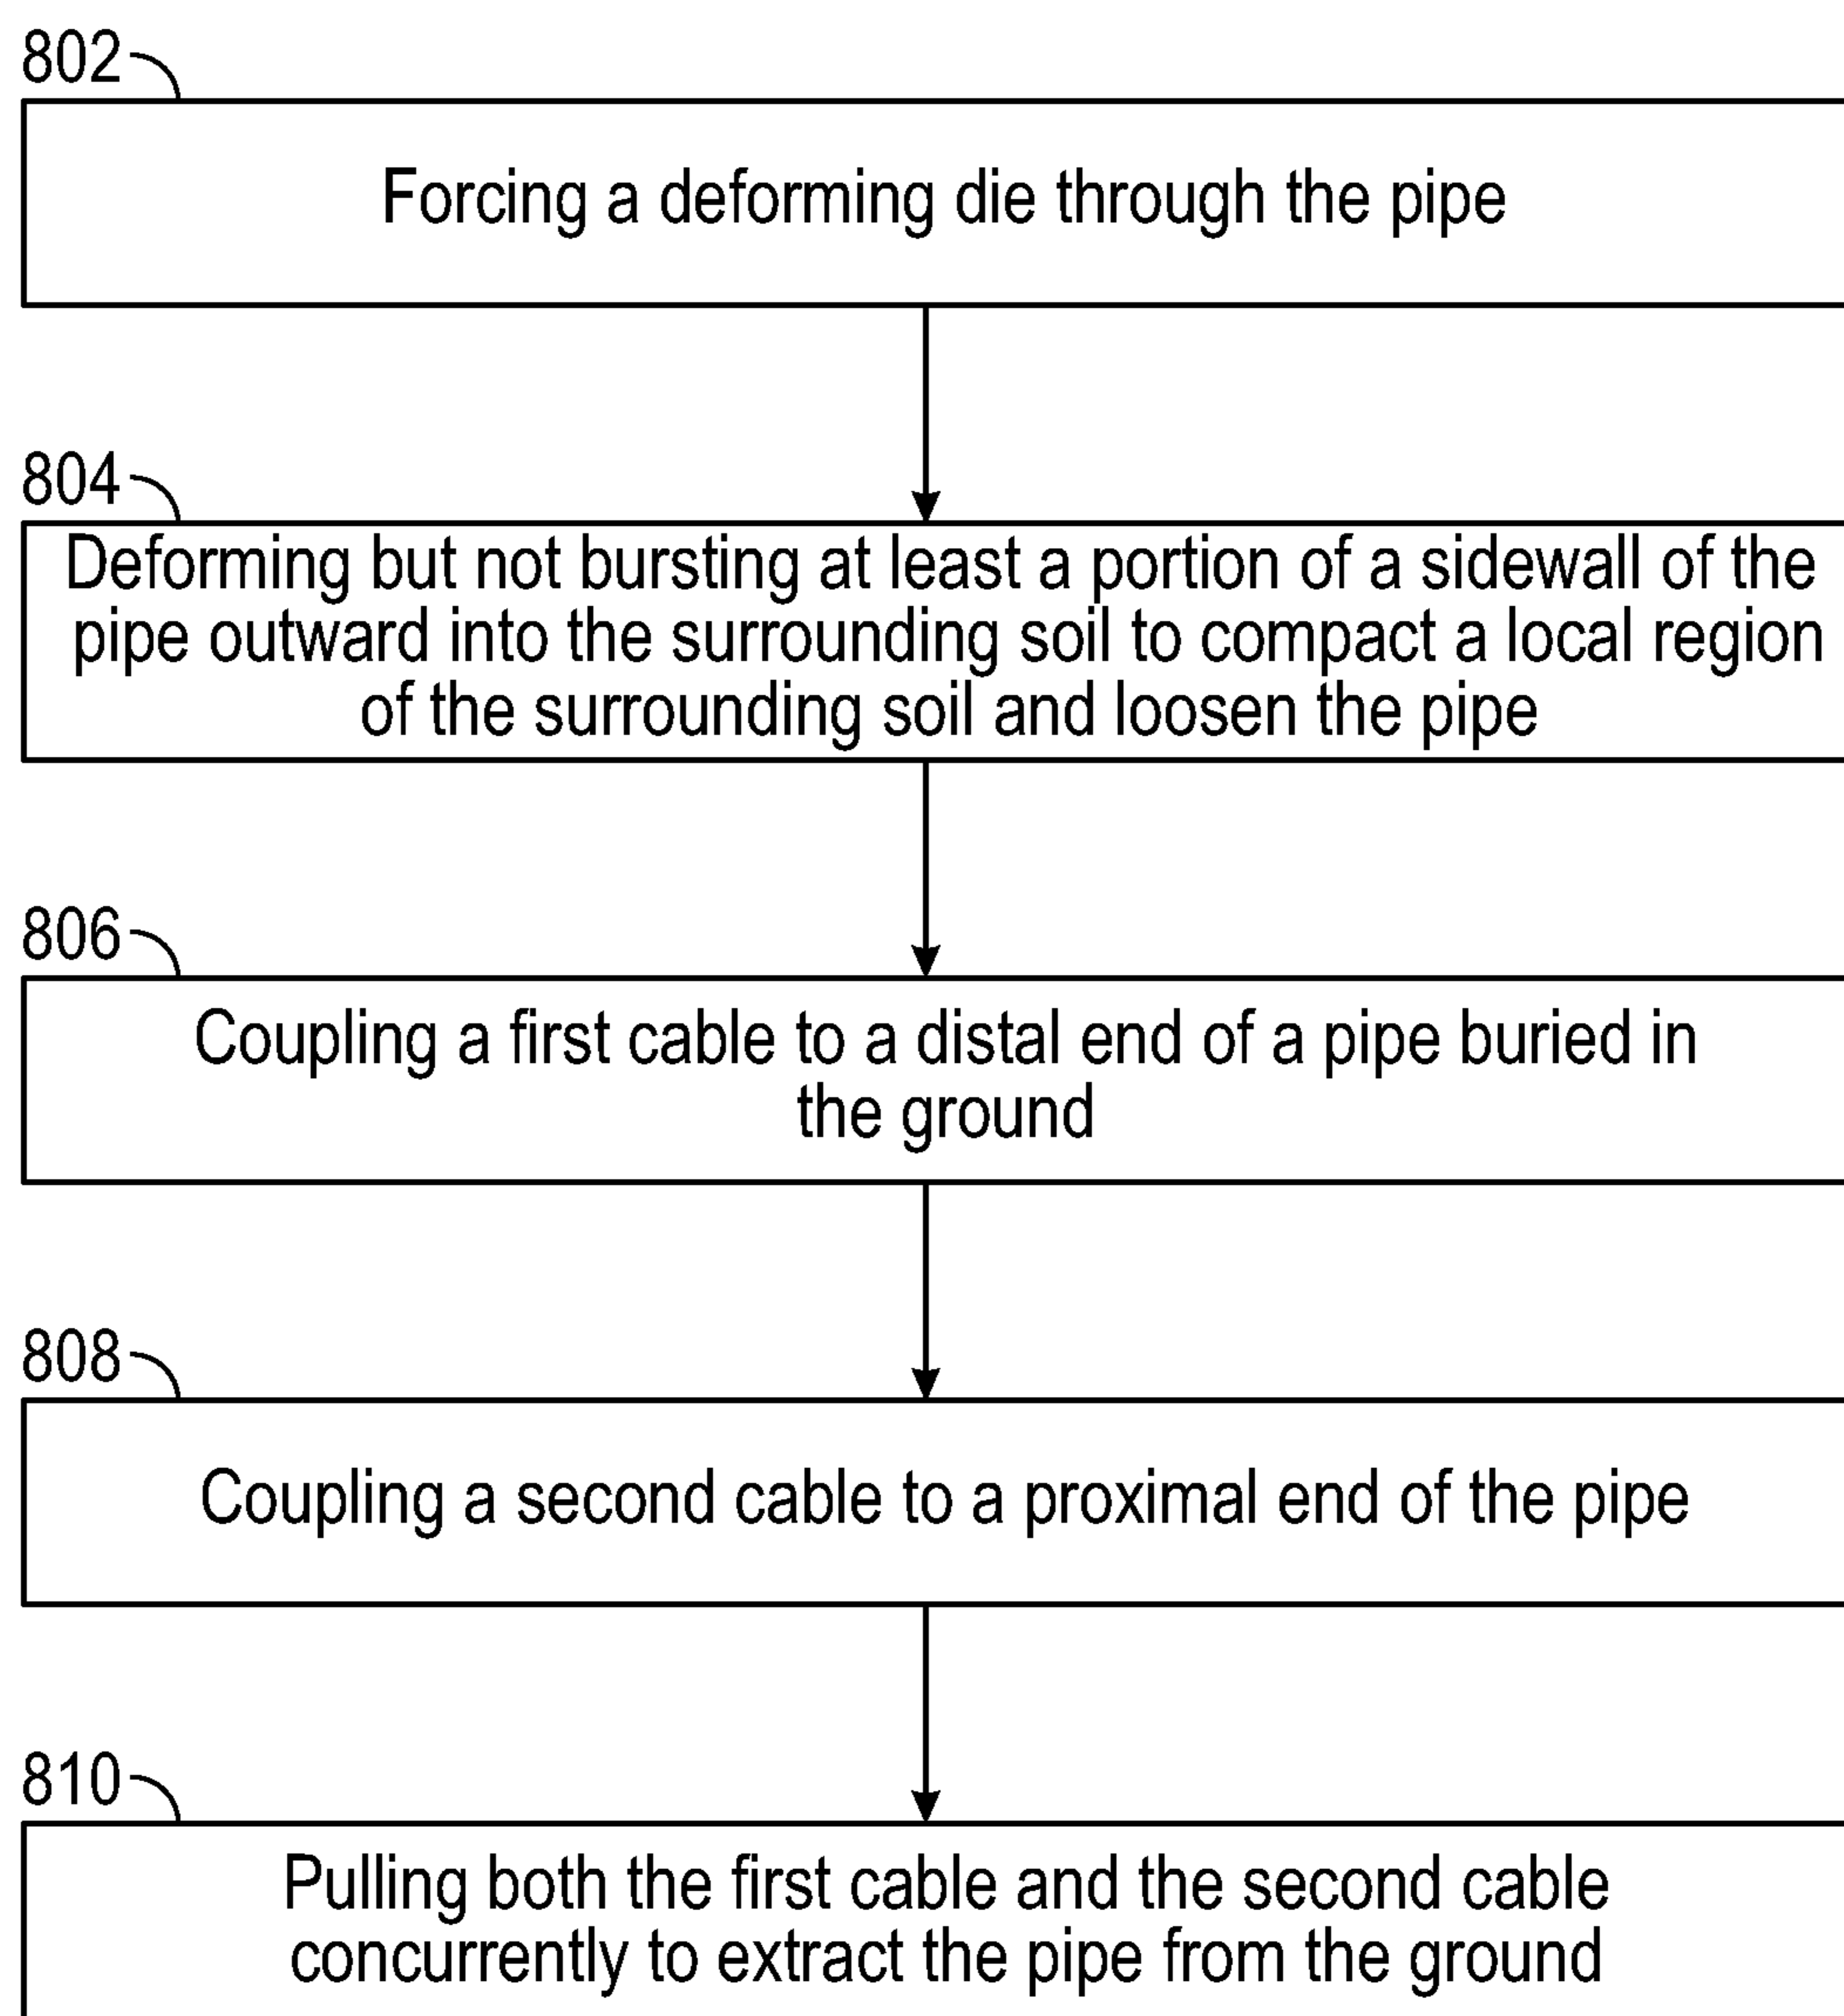 802
Forcing a deforming die through the pipe
804
Deforming but not bursting at least a portion of a sidewall of the
pipe outward into the surrounding soil to compact a local region
of the surrounding soil and loosen the pipe
806
Coupling a first cable to a distal end of a pipe buried in
the ground
808
Coupling a second cable to a proximal end of the pipe
810
Pulling both the first cable and the second cable
concurrently to extract the pipe from the ground